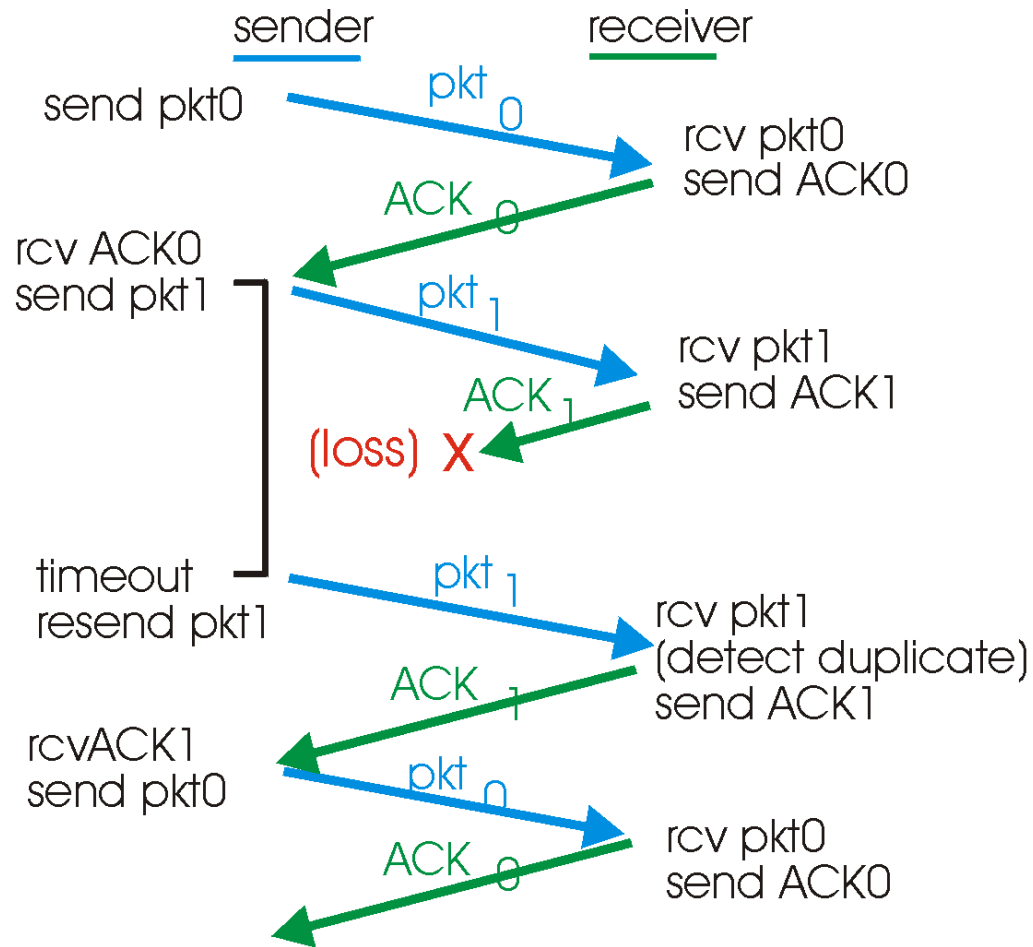 sender
receiver
send pkt0
pkt 0
rcv pkt0
send ACK0
ACK 0
rcv ACK0
send pkt1
pkt 1
rcv pkt1
send ACK1
ACK 1
(loss) X
timeout
resend pkt1
pkt 1
rcv pkt1
(detect duplicate)
send ACK1
ACK 1
rcvACK1
send pkt0
pkt 0
rcv pkt0
send ACK0
ACK 0